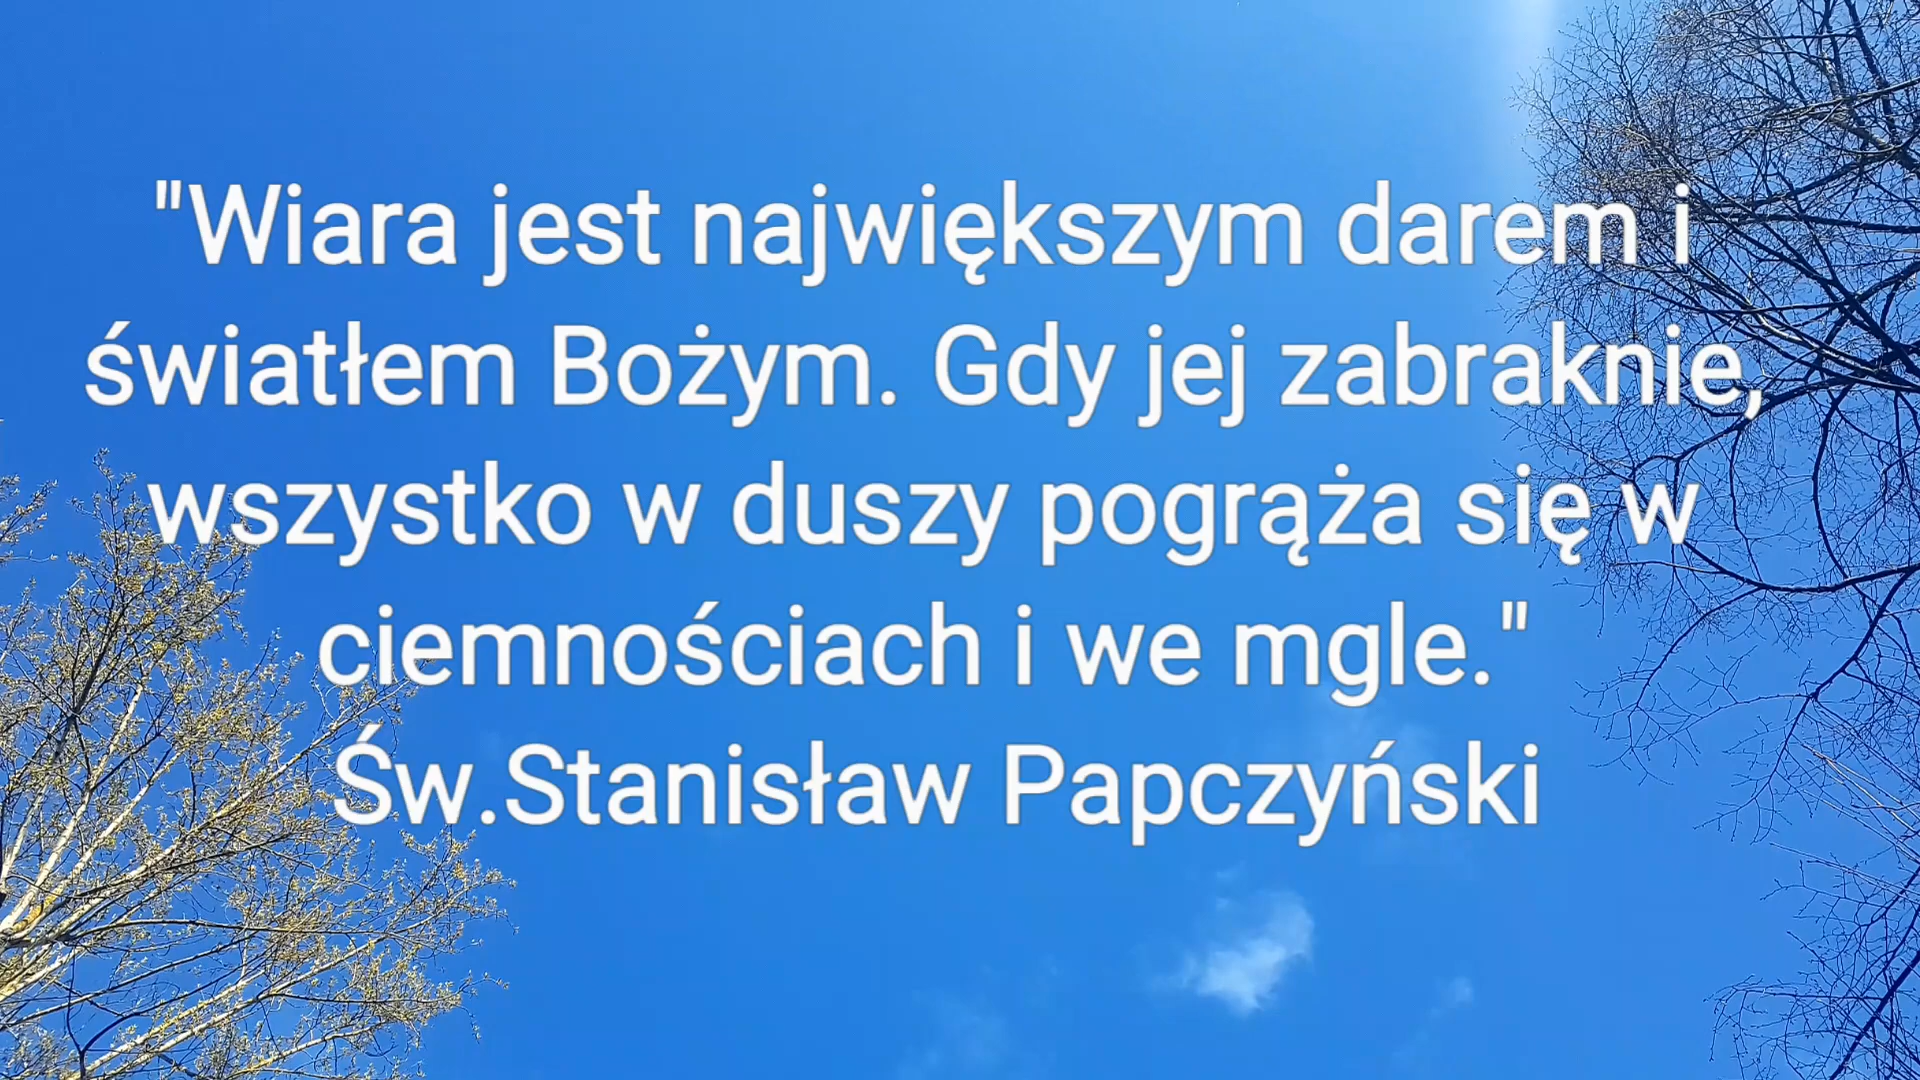 "Wiara jest największym darem i
światłem Bożym. Gdy jej zabraknie,
wszystko w duszy pogrąża się w
ciemnościach i we mgle."
Św.Stanisław Papczyński